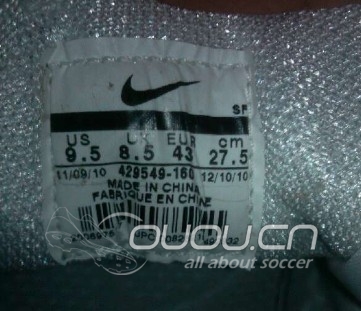 SF
US UK EUR cm
9.5 8.5 43 27.5
11/09/10 429549-160 12/10/10
MADE IN CHINA
FABRIQUE EN CHINE
OUOU.CN
all about soccer